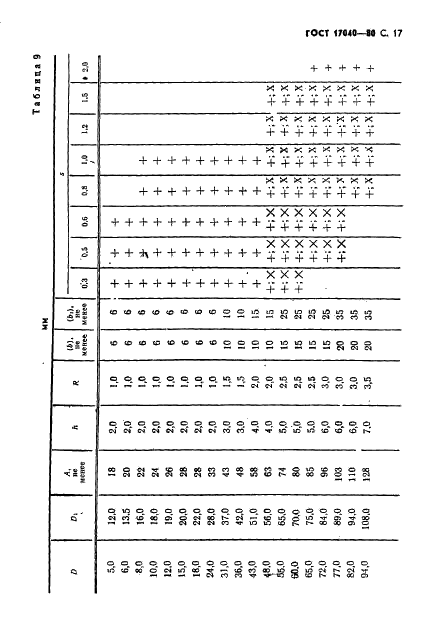 ГОСТ 17040—80 С. 17
Таблица 9
мм
D D₁ A, не менее h R (b), не менее (b₁), не менее s
0,3 0,5 0,6 0,8 1,0 1,2 1,5 2,0
5,0 12,0 18 2,0 1,0 6 6 + + +
6,0 13,5 20 2,0 1,0 6 6 + + +
8,0 16,0 22 2,0 1,0 6 6 + + + + +
10,0 18,0 24 2,0 1,0 6 6 + + + + +
12,0 19,0 26 2,0 1,0 6 6 + + + + +
15,0 20,0 28 2,0 1,0 6 6 + + + + +
18,0 22,0 28 2,0 1,0 6 6 + + + + +
24,0 28,0 33 2,0 1,0 6 6 + + + + +
31,0 37,0 43 3,0 1,5 10 10 + + + + +
36,0 42,0 48 3,0 1,5 10 10 + + + + +
43,0 51,0 58 4,0 2,0 10 15 + + + + +
48,0 56,0 63 4,0 2,0 10 15 +; X +; X +; X +; X +; X +; X +; X
55,0 65,0 74 5,0 2,5 15 25 +; X +; X +; X +; X +; X +; X +; X
60,0 70,0 80 5,0 2,5 15 25 +; X +; X +; X +; X +; X +; X +; X
65,0 75,0 85 5,0 2,5 15 25 +; X +; X +; X +; X +; X +; X +
72,0 84,0 96 6,0 3,0 15 25 +; X +; X +; X +; X +; X +; X +
77,0 89,0 103 6,0 3,0 20 35 +; X +; X +; X +; X +; X +; X +
82,0 94,0 110 6,0 3,0 20 35 +; X +; X +; X +; X +
94,0 108,0 128 7,0 3,5 20 35 +; X +; X +; X +; X +